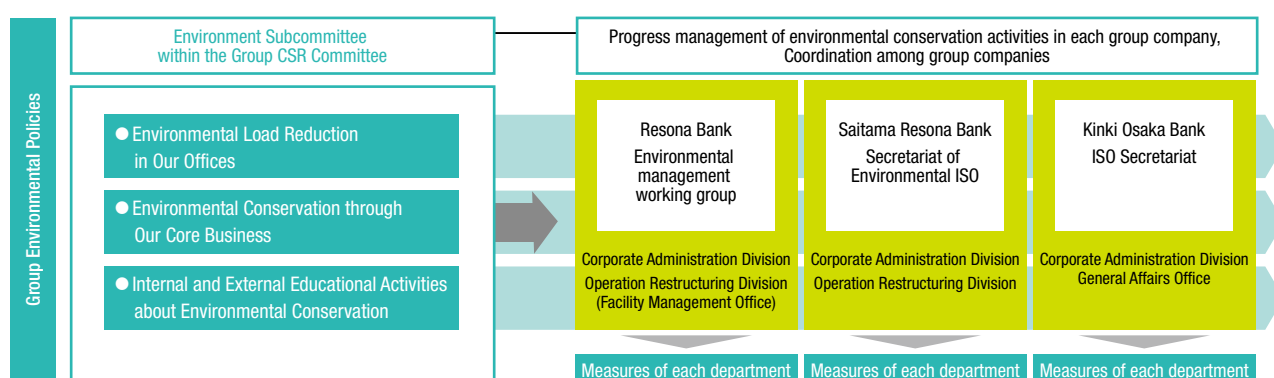 Group Environmental Policies
Environment Subcommittee
within the Group CSR Committee
Progress management of environmental conservation activities in each group company,
Coordination among group companies
● Environmental Load Reduction
in Our Offices
● Environmental Conservation through
Our Core Business
● Internal and External Educational Activities
about Environmental Conservation
Resona Bank
Environmental
management
working group
Corporate Administration Division
Operation Restructuring Division
(Facility Management Office)
Saitama Resona Bank
Secretariat of
Environmental ISO
Corporate Administration Division
Operation Restructuring Division
Kinki Osaka Bank
ISO Secretariat
Corporate Administration Division
General Affairs Office
Measures of each department
Measures of each department
Measures of each department